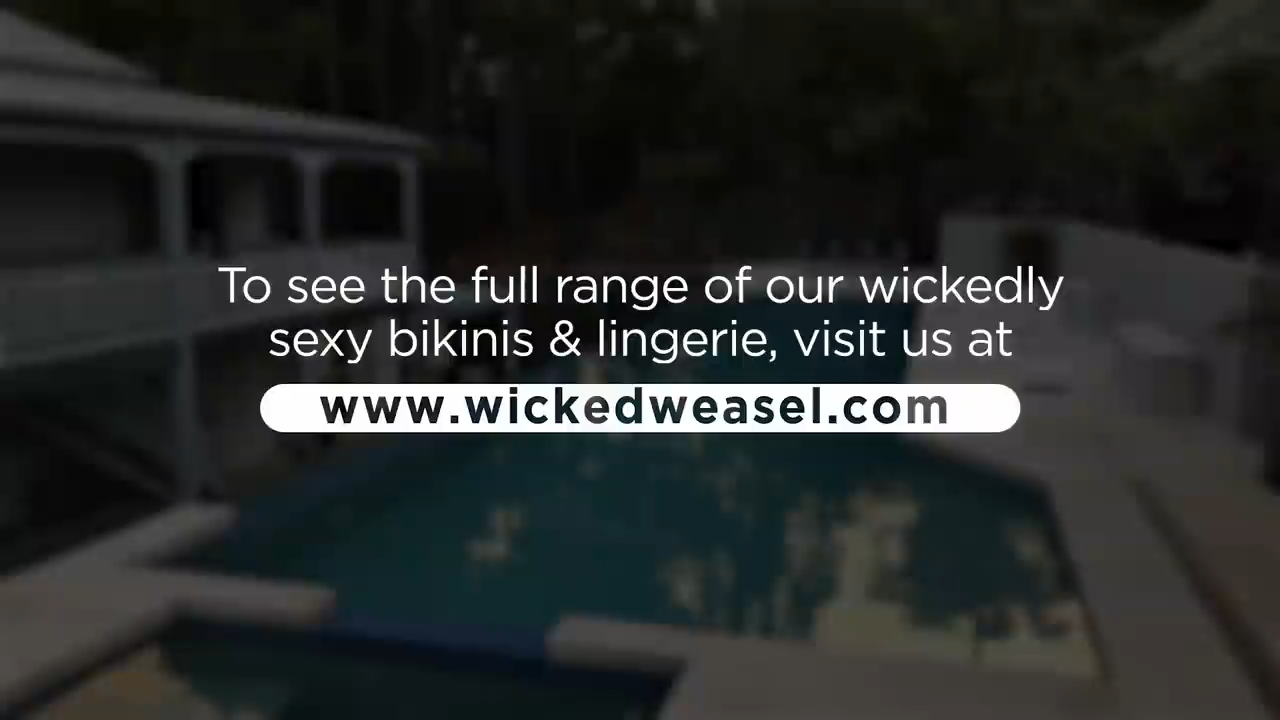 To see the full range of our wickedly
sexy bikinis & lingerie, visit us at
www.wickedweasel.com